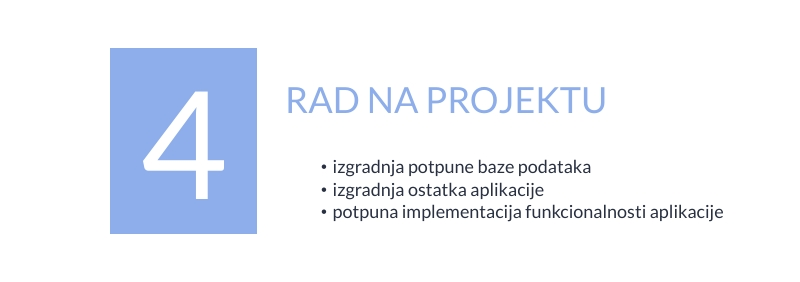 4
RAD NA PROJEKTU
• izgradnja potpune baze podataka
• izgradnja ostatka aplikacije
• potpuna implementacija funkcionalnosti aplikacije